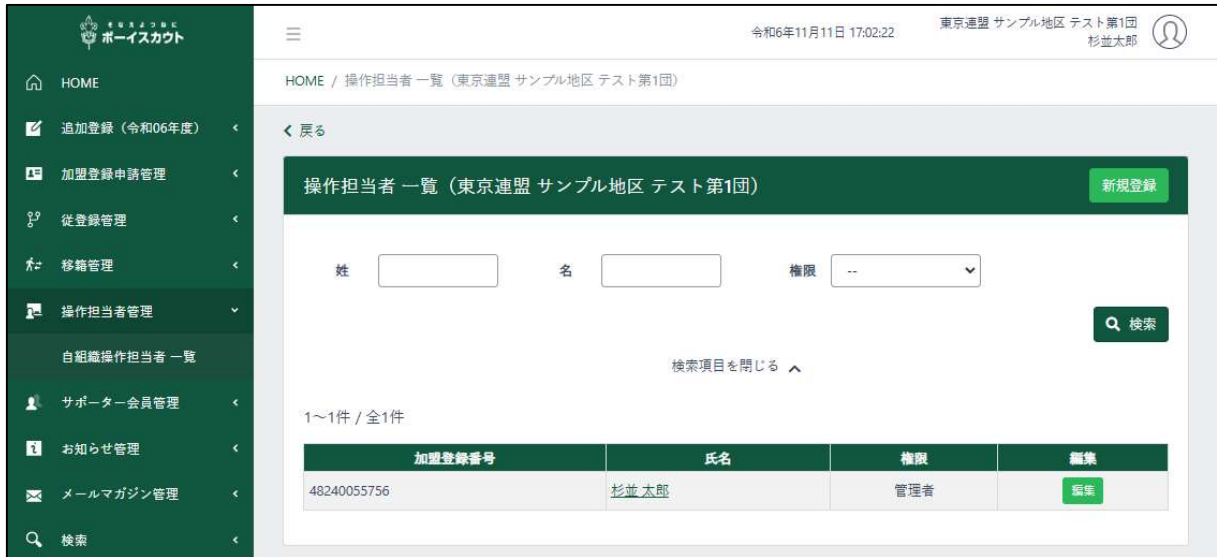 そなえよつねに
ボーイスカウト
令和6年11月11日 17:02:22
東京連盟 サンプル地区 テスト第1団
杉並太郎
HOME
追加登録（令和06年度）
加盟登録申請管理
従登録管理
移籍管理
操作担当者管理
自組織操作担当者 一覧
サポーター会員管理
お知らせ管理
メールマガジン管理
検索
HOME / 操作担当者 一覧（東京連盟 サンプル地区 テスト第1団）
戻る
操作担当者 一覧（東京連盟 サンプル地区 テスト第1団） 新規登録
姓 名 権限 --
検索
検索項目を閉じる
1～1件 / 全1件
加盟登録番号 氏名 権限 編集
48240055756 杉並 太郎 管理者 編集